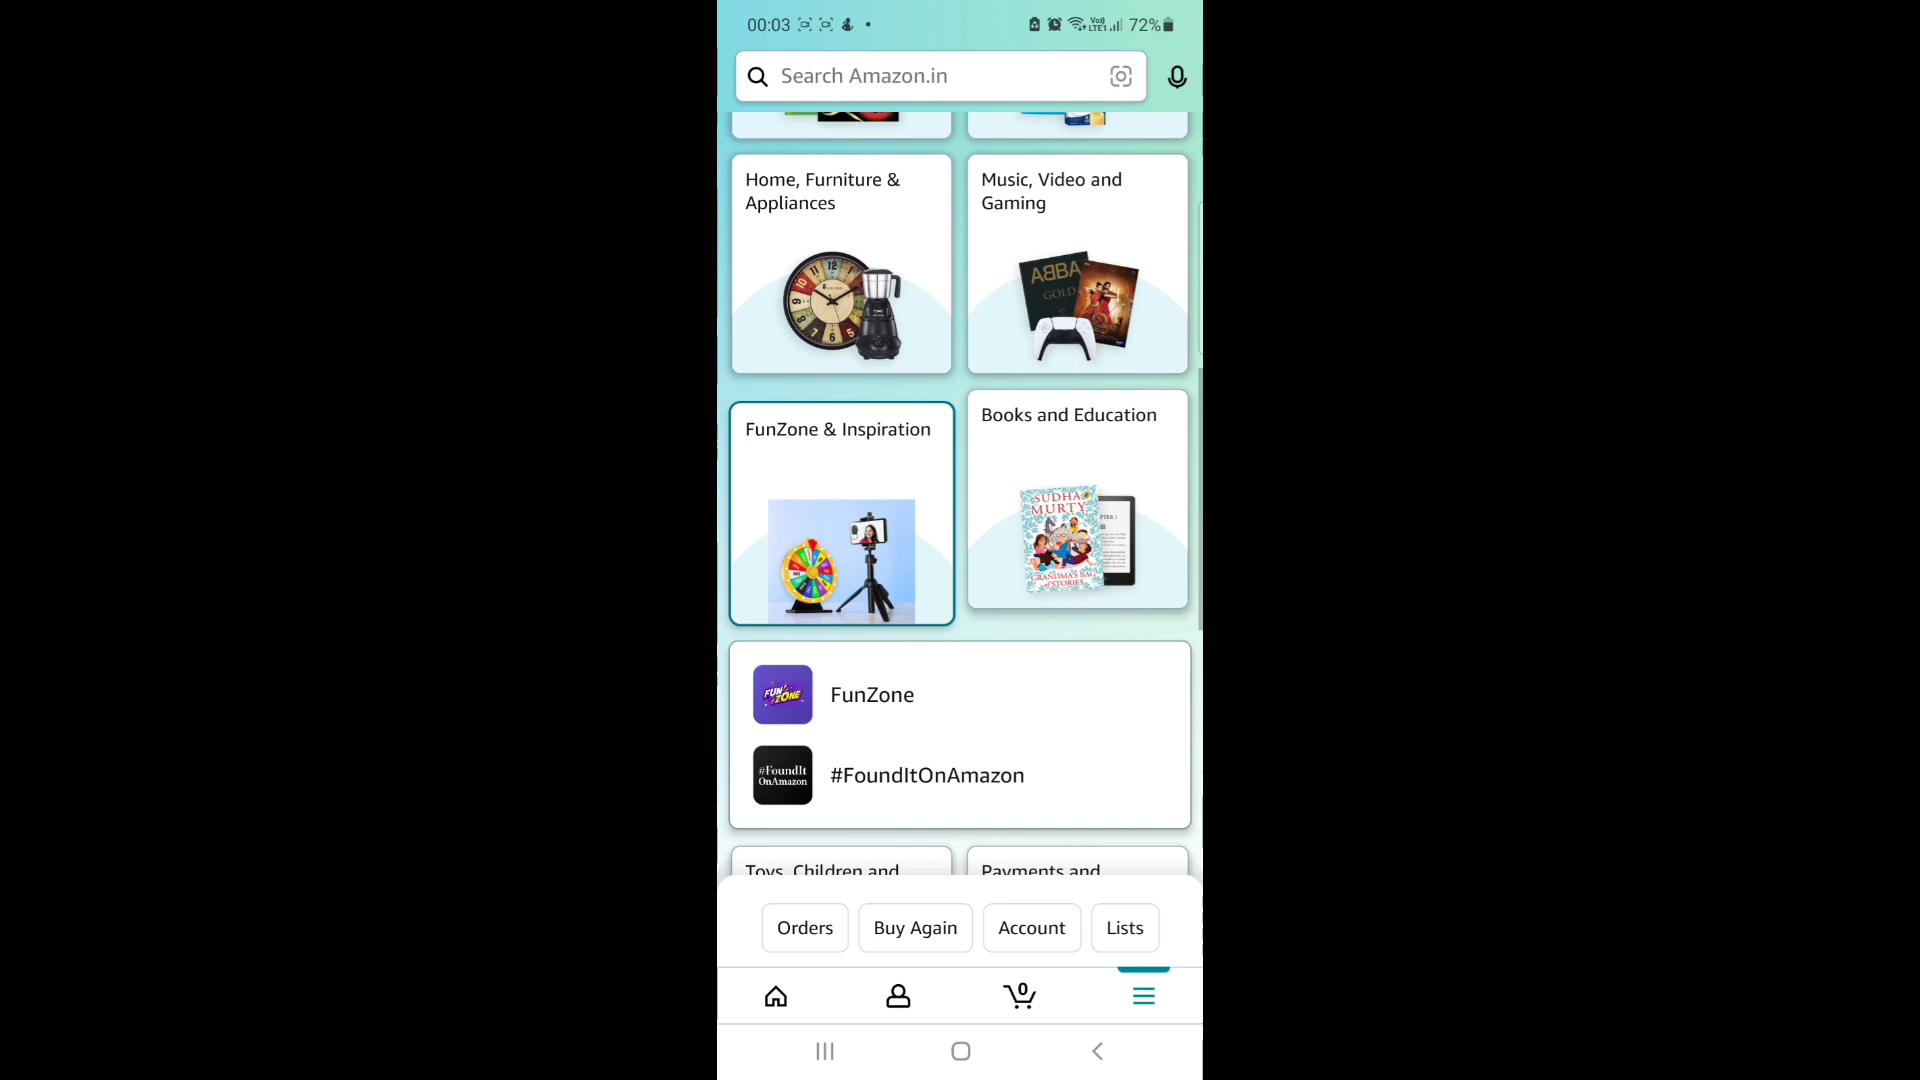 00:03
Vo)) LTE1 72%
Search Amazon.in
Home, Furniture &
Appliances
Music, Video and
Gaming
ABBA
GOLD
FunZone & Inspiration
Books and Education
SUDHA
MURTY
GRANDMA'S BAG
of STORIES
FUN
ZONE
FunZone
#FoundIt
OnAmazon
#FoundItOnAmazon
Toys, Children and
Payments and
Orders
Buy Again
Account
Lists
0